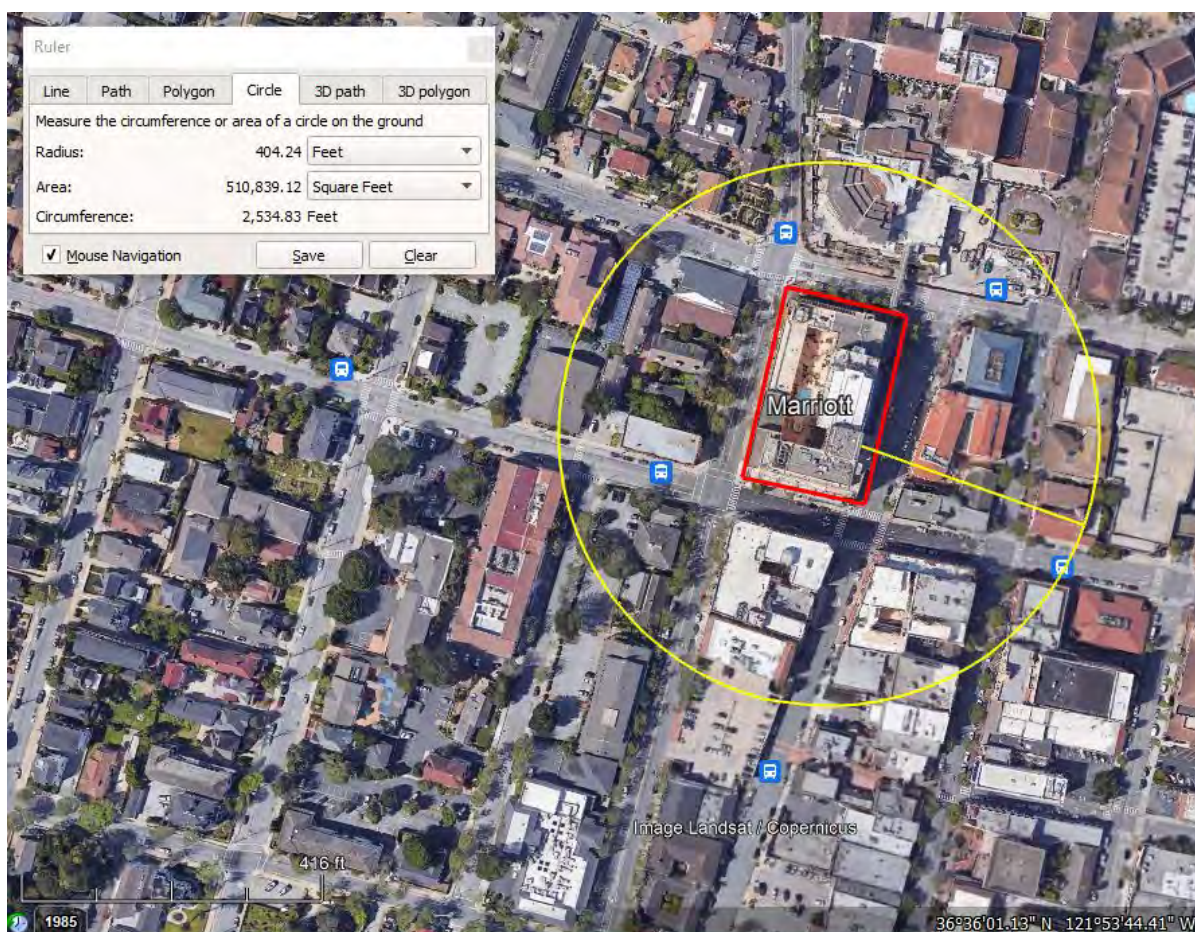 Ruler
Line Path Polygon Circle 3D path 3D polygon
Measure the circumference or area of a circle on the ground
Radius: 404.24 Feet
Area: 510,839.12 Square Feet
Circumference: 2,534.83 Feet
Mouse Navigation Save Clear
Marriott
Image Landsat / Copernicus
416 ft
1985
36°36'01.13" N 121°53'44.41" W